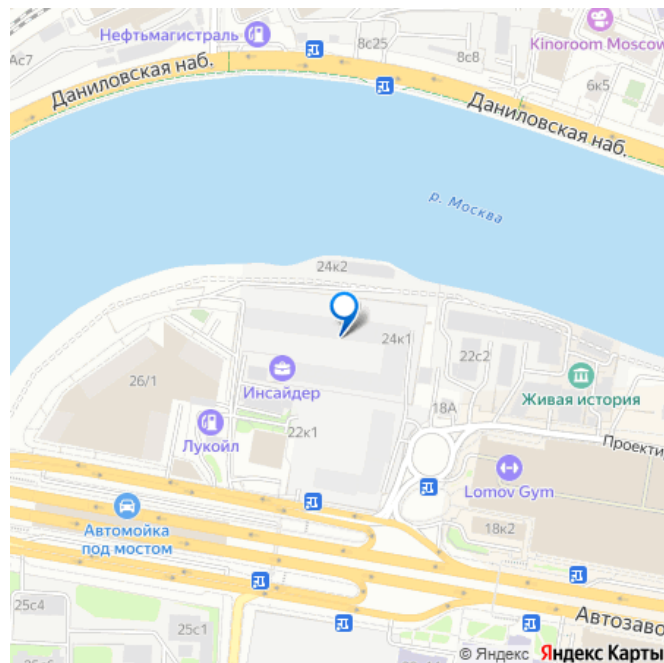 Нефтьмагистраль
8с25
Kinoroom Moscow
Ас7
8с8
6к5
Даниловская наб.
Даниловская наб.
р. Москва
24к2
24к1
22с2
26/1
Инсайдер
Живая история
18А
Лукойл
22к1
Проекти
Lomov Gym
18к2
Автомойка
под мостом
25с4
25с1
Автозаво
© Яндекс Яндекс Карты